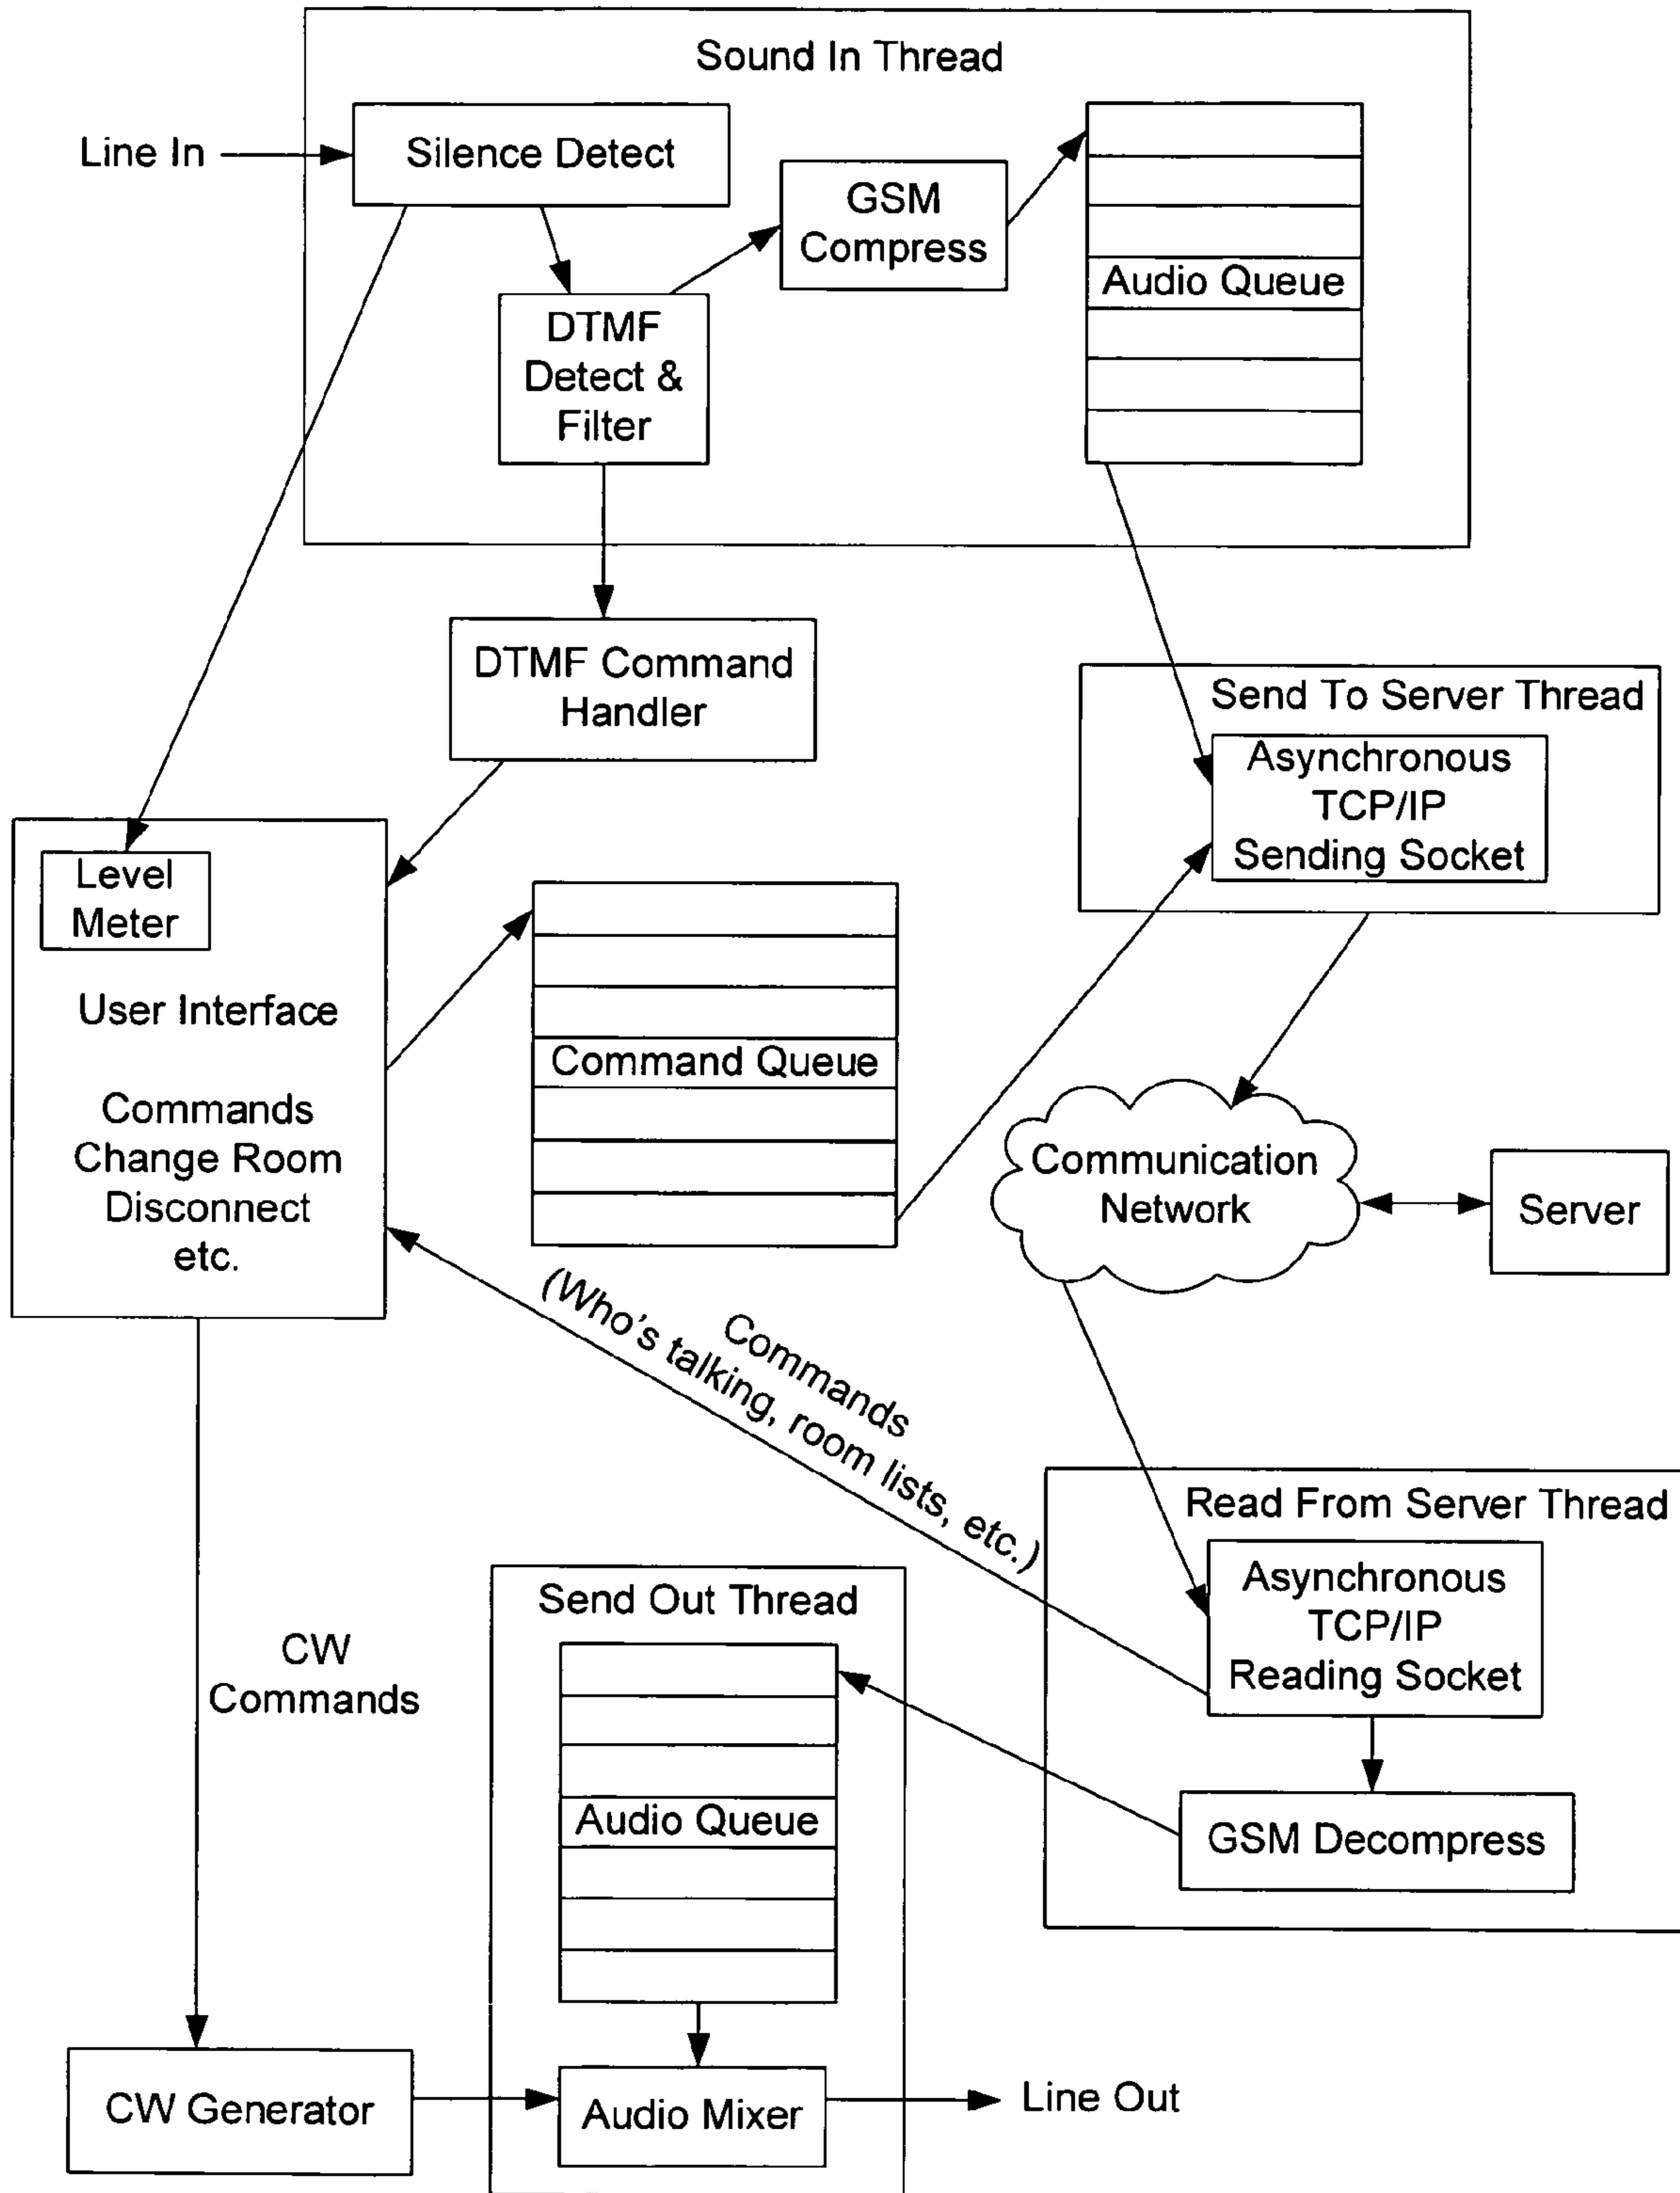 Sound In Thread
Line In
Silence Detect
GSM
Compress
Audio Queue
DTMF
Detect &
Filter
DTMF Command
Handler
Send To Server Thread
Asynchronous
TCP/IP
Sending Socket
Level
Meter
User Interface
Commands
Change Room
Disconnect
etc.
Command Queue
Communication
Network
Server
Commands
(Who's talking, room lists, etc.)
Read From Server Thread
Asynchronous
TCP/IP
Reading Socket
GSM Decompress
Send Out Thread
CW
Commands
Audio Queue
CW Generator
Audio Mixer
Line Out